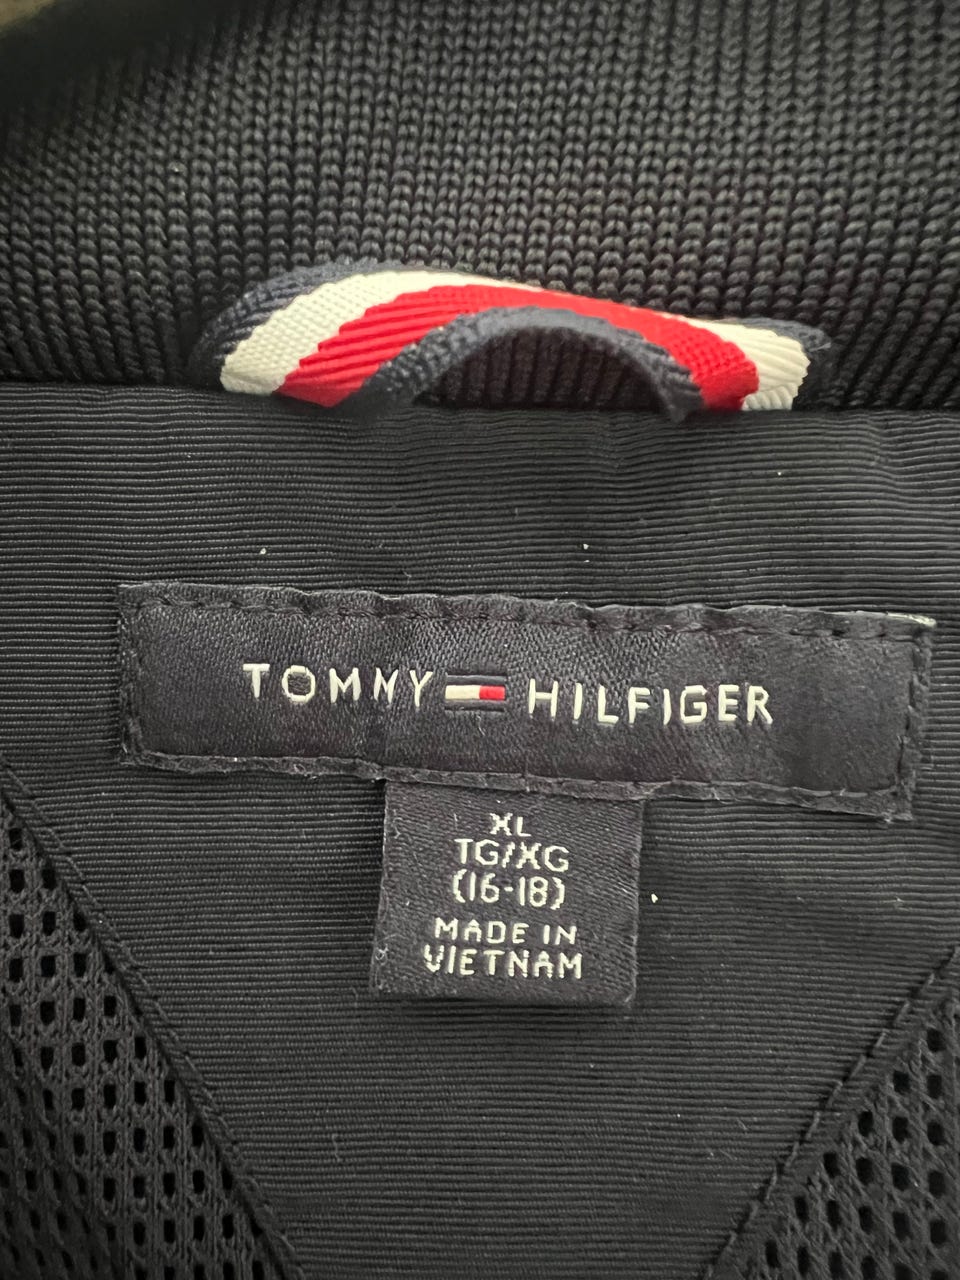 TOMMY HILFIGER
XL
TG/XG
(16-18)
MADE IN
VIETNAM